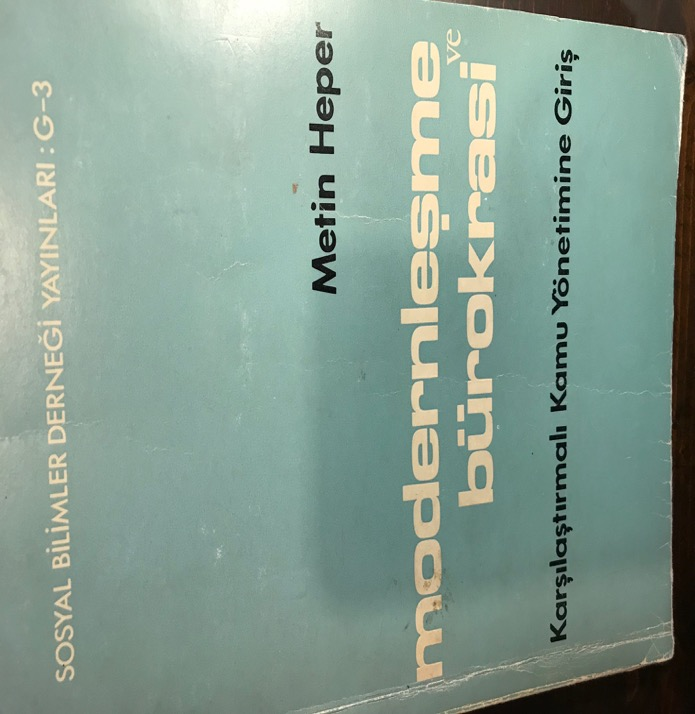 SOSYAL BİLİMLER DERNEĞİ YAYINLARI : G-3
Metin Heper
modernleşme ve
bürokrasi
Karşılaştırmalı Kamu Yönetimine Giriş